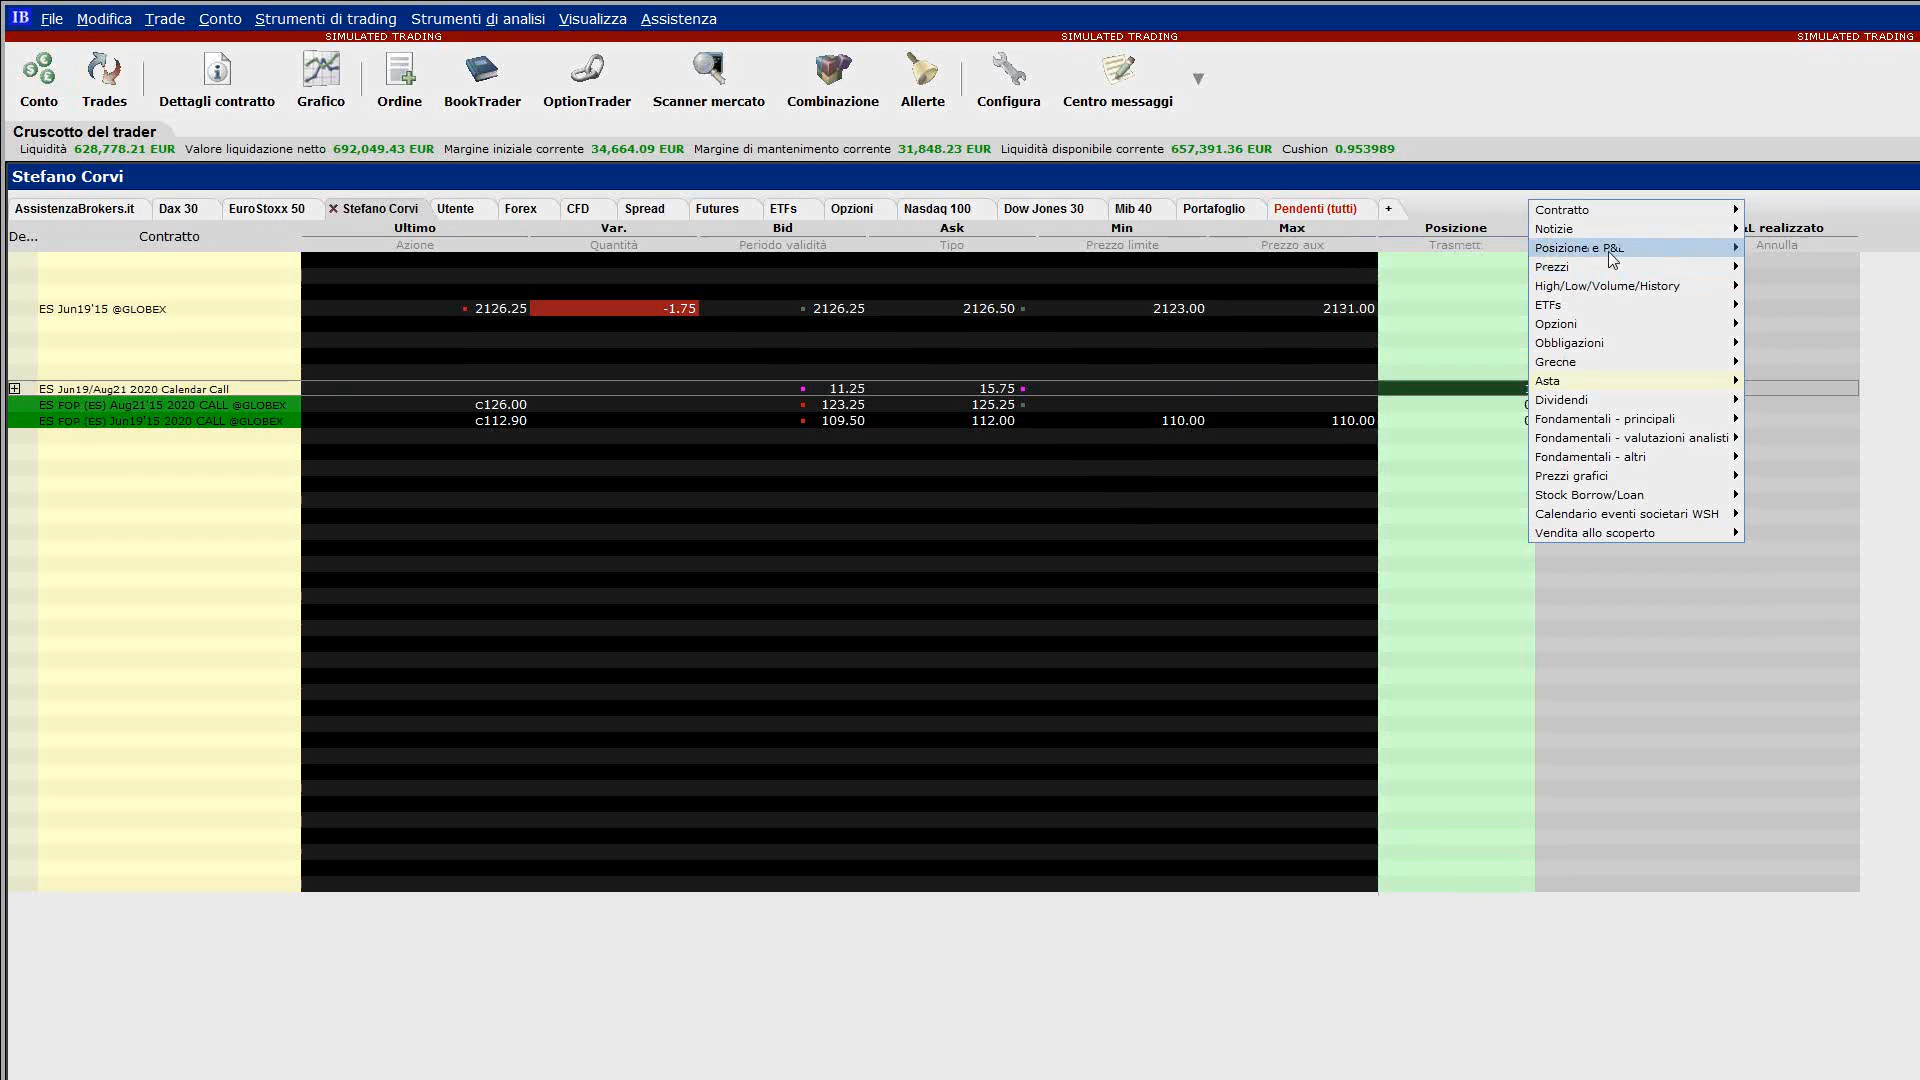 IB File Modifica Trade Conto Strumenti di trading Strumenti di analisi Visualizza Assistenza
SIMULATED TRADING SIMULATED TRADING SIMULATED TRADING
Conto Trades Dettagli contratto Grafico Ordine BookTrader OptionTrader Scanner mercato Combinazione Allerte Configura Centro messaggi
Cruscotto del trader
Liquidità 628,778.21 EUR Valore liquidazione netto 692,049.43 EUR Margine iniziale corrente 34,664.09 EUR Margine di mantenimento corrente 31,848.23 EUR Liquidità disponibile corrente 657,391.36 EUR Cushion 0.953989
Stefano Corvi
AssistenzaBrokers.it Dax 30 EuroStoxx 50 Stefano Corvi Utente Forex CFD Spread Futures ETFs Opzioni Nasdaq 100 Dow Jones 30 Mib 40 Portafoglio Pendenti (tutti) +
De... Contratto Ultimo Var. Bid Ask Min Max Posizione &L realizzato
Azione Quantità Periodo validità Tipo Prezzo limite Prezzo aux Trasmett Annulla
ES Jun19'15 @GLOBEX 2126.25 -1.75 2126.25 2126.50 2123.00 2131.00
ES Jun19/Aug21 2020 Calendar Call 11.25 15.75
ES FOP (ES) Aug21'15 2020 CALL @GLOBEX c126.00 123.25 125.25
ES FOP (ES) Jun19'15 2020 CALL @GLOBEX c112.90 109.50 112.00 110.00 110.00
Contratto
Notizie
Posizione e P&L
Prezzi
High/Low/Volume/History
ETFs
Opzioni
Obbligazioni
Grecne
Asta
Dividendi
Fondamentali - principali
Fondamentali - valutazioni analisti
Fondamentali - altri
Prezzi grafici
Stock Borrow/Loan
Calendario eventi societari WSH
Vendita allo scoperto